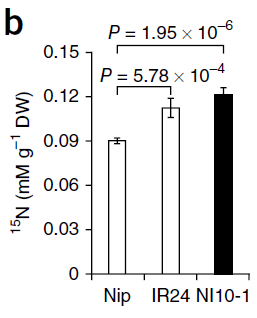 b
P = 1.95 × 10⁻⁶
P = 5.78 × 10⁻⁴
¹⁵N (mM g⁻¹ DW)
0.15
0.12
0.09
0.06
0.03
0
Nip IR24 NI10-1